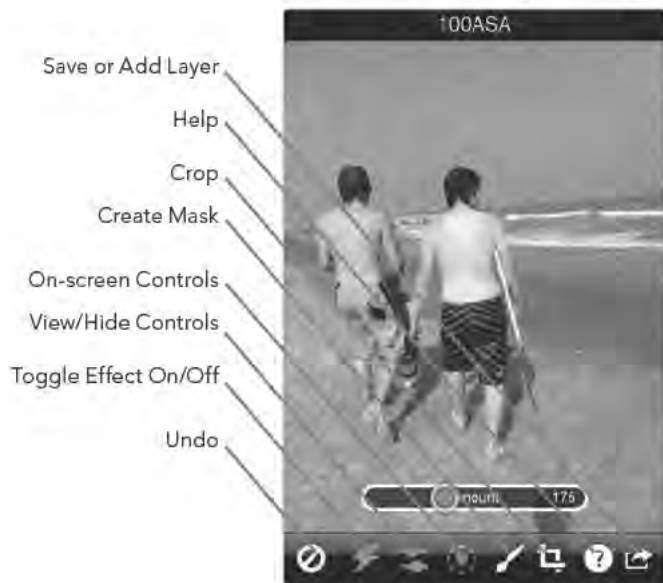 100ASA
Save or Add Layer
Help
Crop
Create Mask
On-screen Controls
View/Hide Controls
Toggle Effect On/Off
Undo
mount 175
?